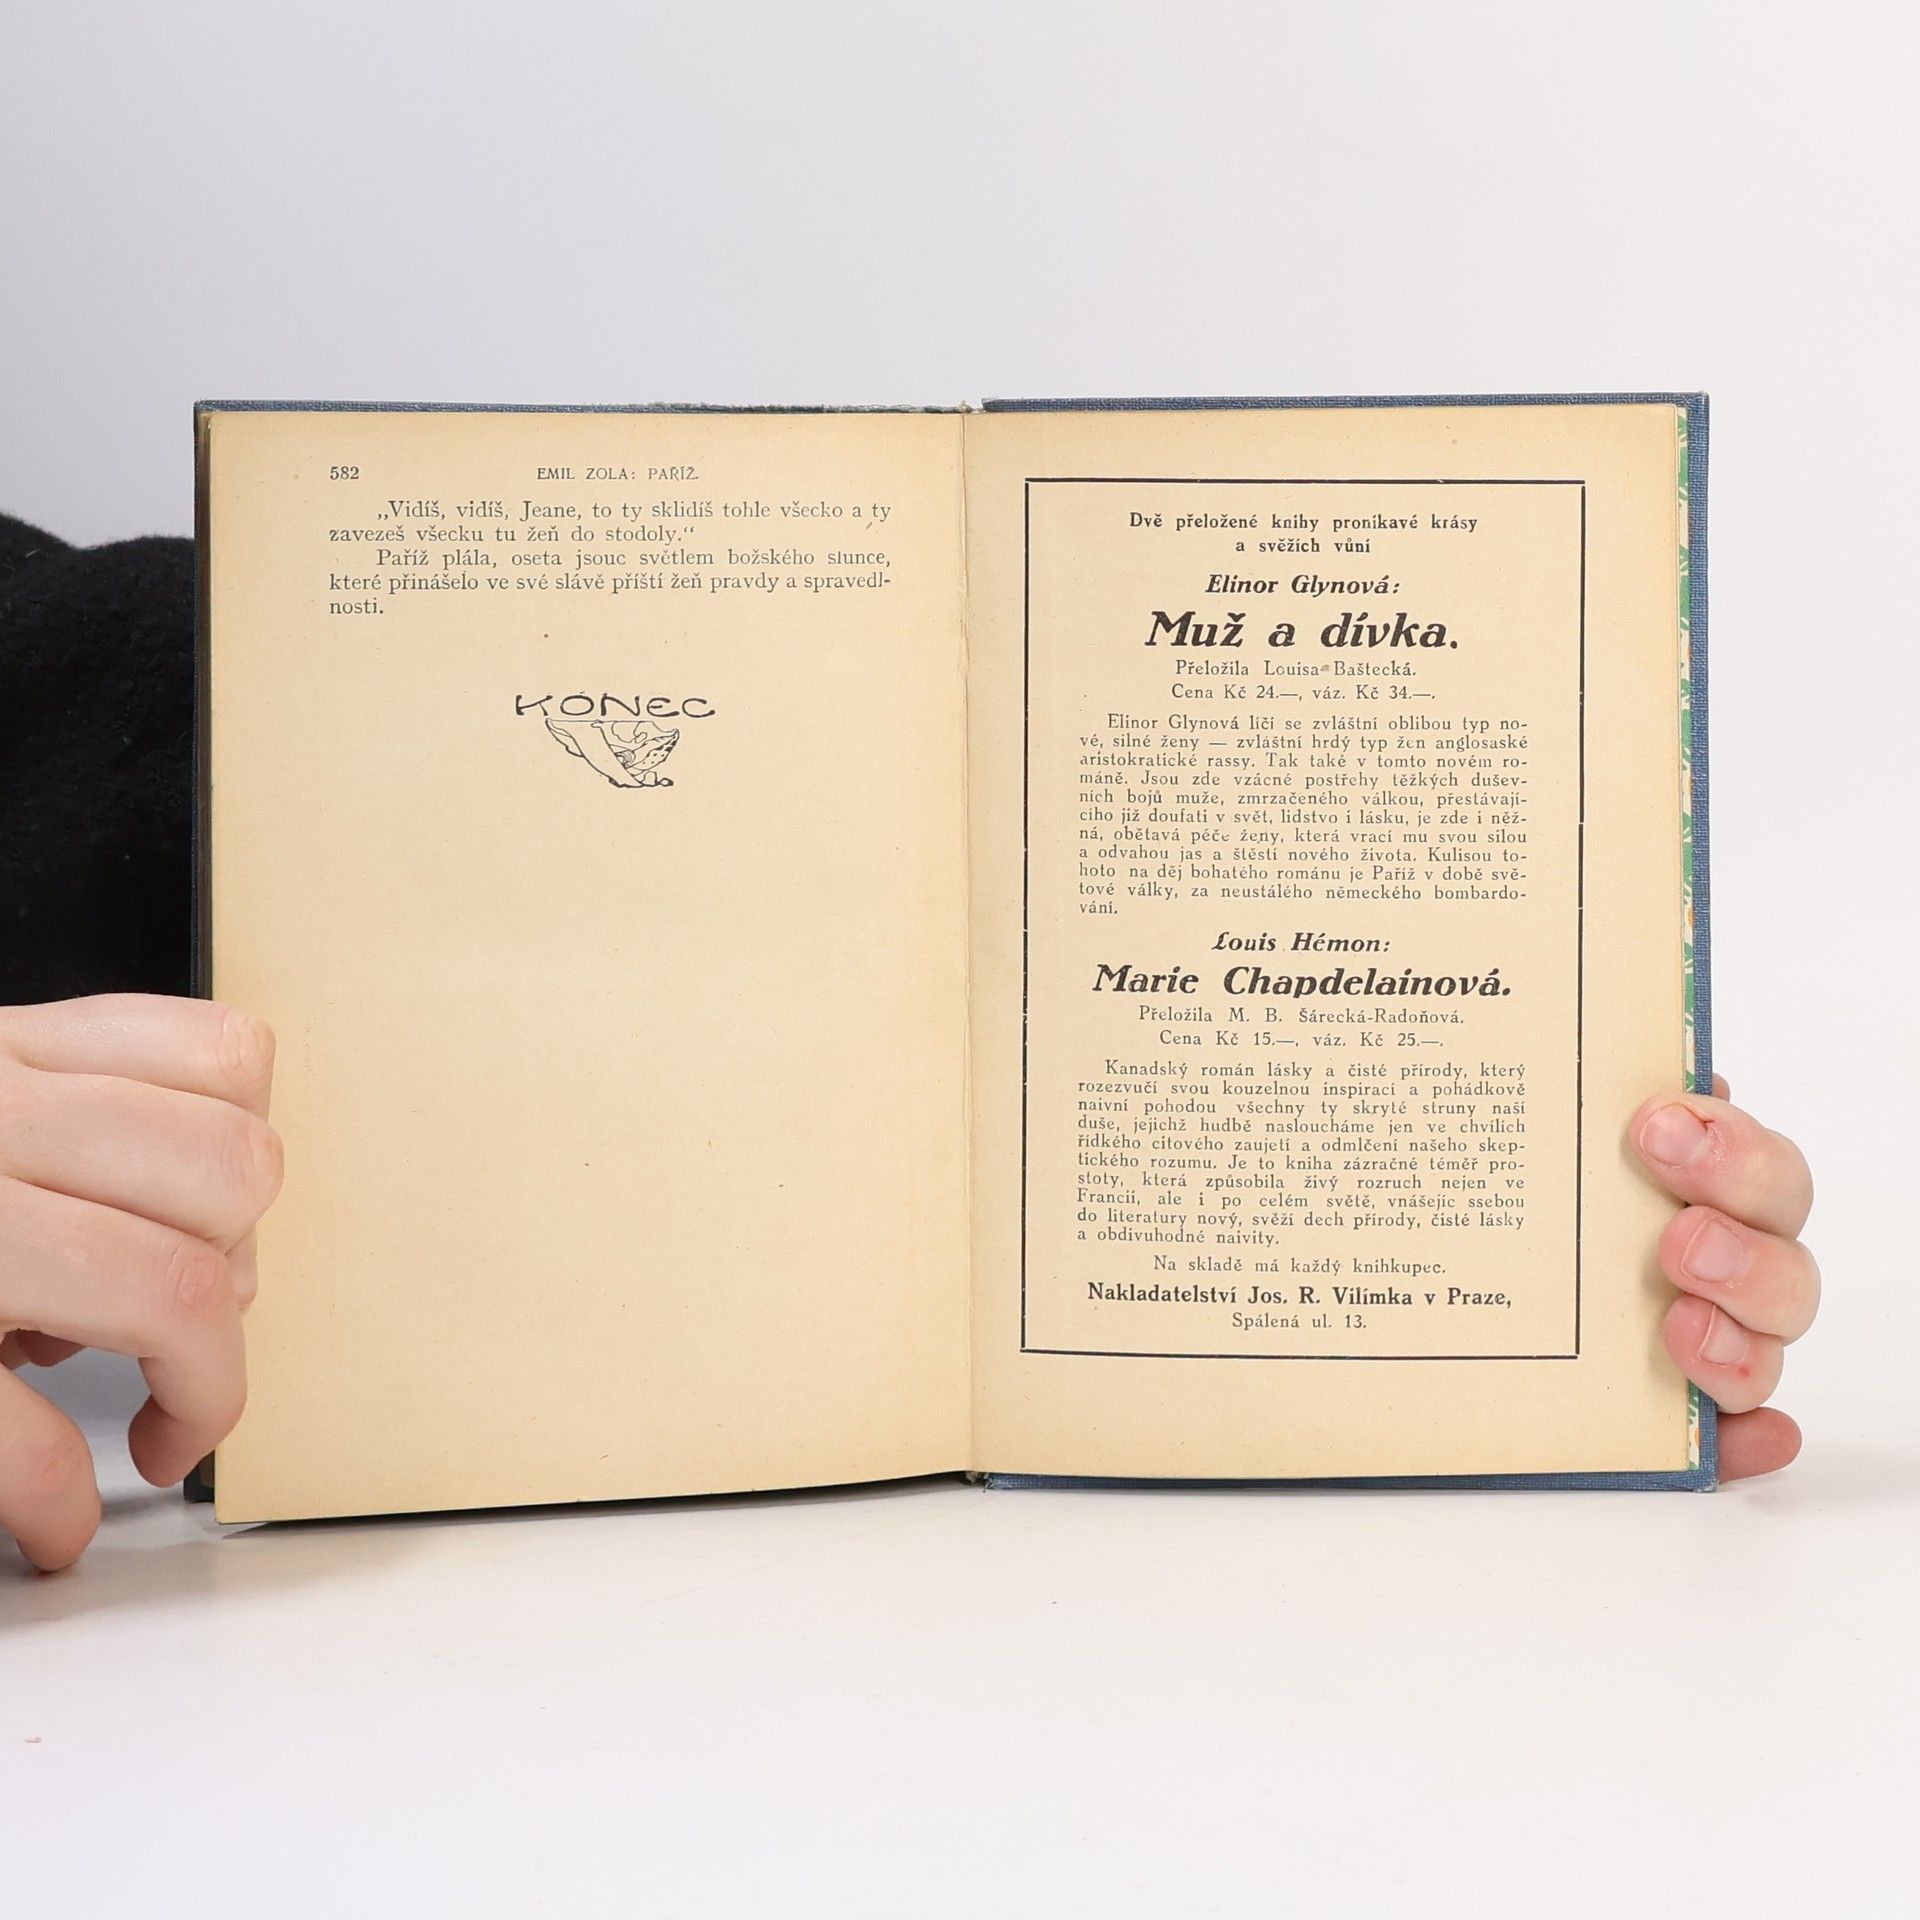 582
EMIL ZOLA: PAŘÍŽ.
„Vidíš, vidíš, Jeane, to ty sklidíš tohle všecko a ty
zavezeš všecku tu žeň do stodoly.“
Paříž plála, oseta jsouc světlem božského slunce,
které přinášelo ve své slávě příští žeň pravdy a spravedl-
nosti.
KONEC
Dvě přeložené knihy pronikavé krásy
a svěžích vůní
Elinor Glynová:
Muž a dívka.
Přeložila Louisa Baštecká.
Cena Kč 24.—, váz. Kč 34.—.
Elinor Glynová líčí se zvláštní oblibou typ no-
vé, silné ženy — zvláštní hrdý typ žen anglosaské
aristokratické rassy. Tak také v tomto novém ro-
máně. Jsou zde vzácné postřehy těžkých dušev-
ních bojů muže, zmrzačeného válkou, přestávají-
cího již doufati v svět, lidstvo i lásku, je zde i něž-
ná, obětavá péče ženy, která vrací mu svou silou
a odvahou jas a štěstí nového života. Kulisou to-
hoto na děj bohatého románu je Paříž v době svě-
tové války, za neustálého německého bombardo-
vání.
Louis Hémon:
Marie Chapdelainová.
Přeložila M. B. Šárecká-Radoňová.
Cena Kč 15.—, váz. Kč 25.—.
Kanadský román lásky a čisté přírody, který
rozezvučí svou kouzelnou inspirací a pohádkově
naivní pohodou všechny ty skryté struny naší
duše, jejichž hudbě nasloucháme jen ve chvílích
řídkého citového zaujetí a odmlčení našeho skep-
tického rozumu. Je to kniha zázračné téměř pro-
stoty, která způsobila živý rozruch nejen ve
Francii, ale i po celém světě, vnášejíc ssebou
do literatury nový, svěží dech přírody, čisté lásky
a obdivuhodné naivity.
Na skladě má každý knihkupec.
Nakladatelství Jos. R. Vilímka v Praze,
Spálená ul. 13.